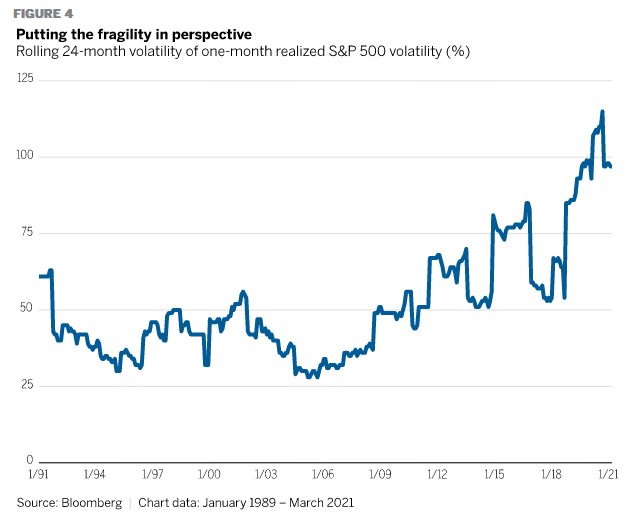 FIGURE 4
Putting the fragility in perspective
Rolling 24-month volatility of one-month realized S&P 500 volatility (%)
125
100
75
50
25
0
1/91 1/94 1/97 1/00 1/03 1/06 1/09 1/12 1/15 1/18 1/21
Source: Bloomberg | Chart data: January 1989 – March 2021